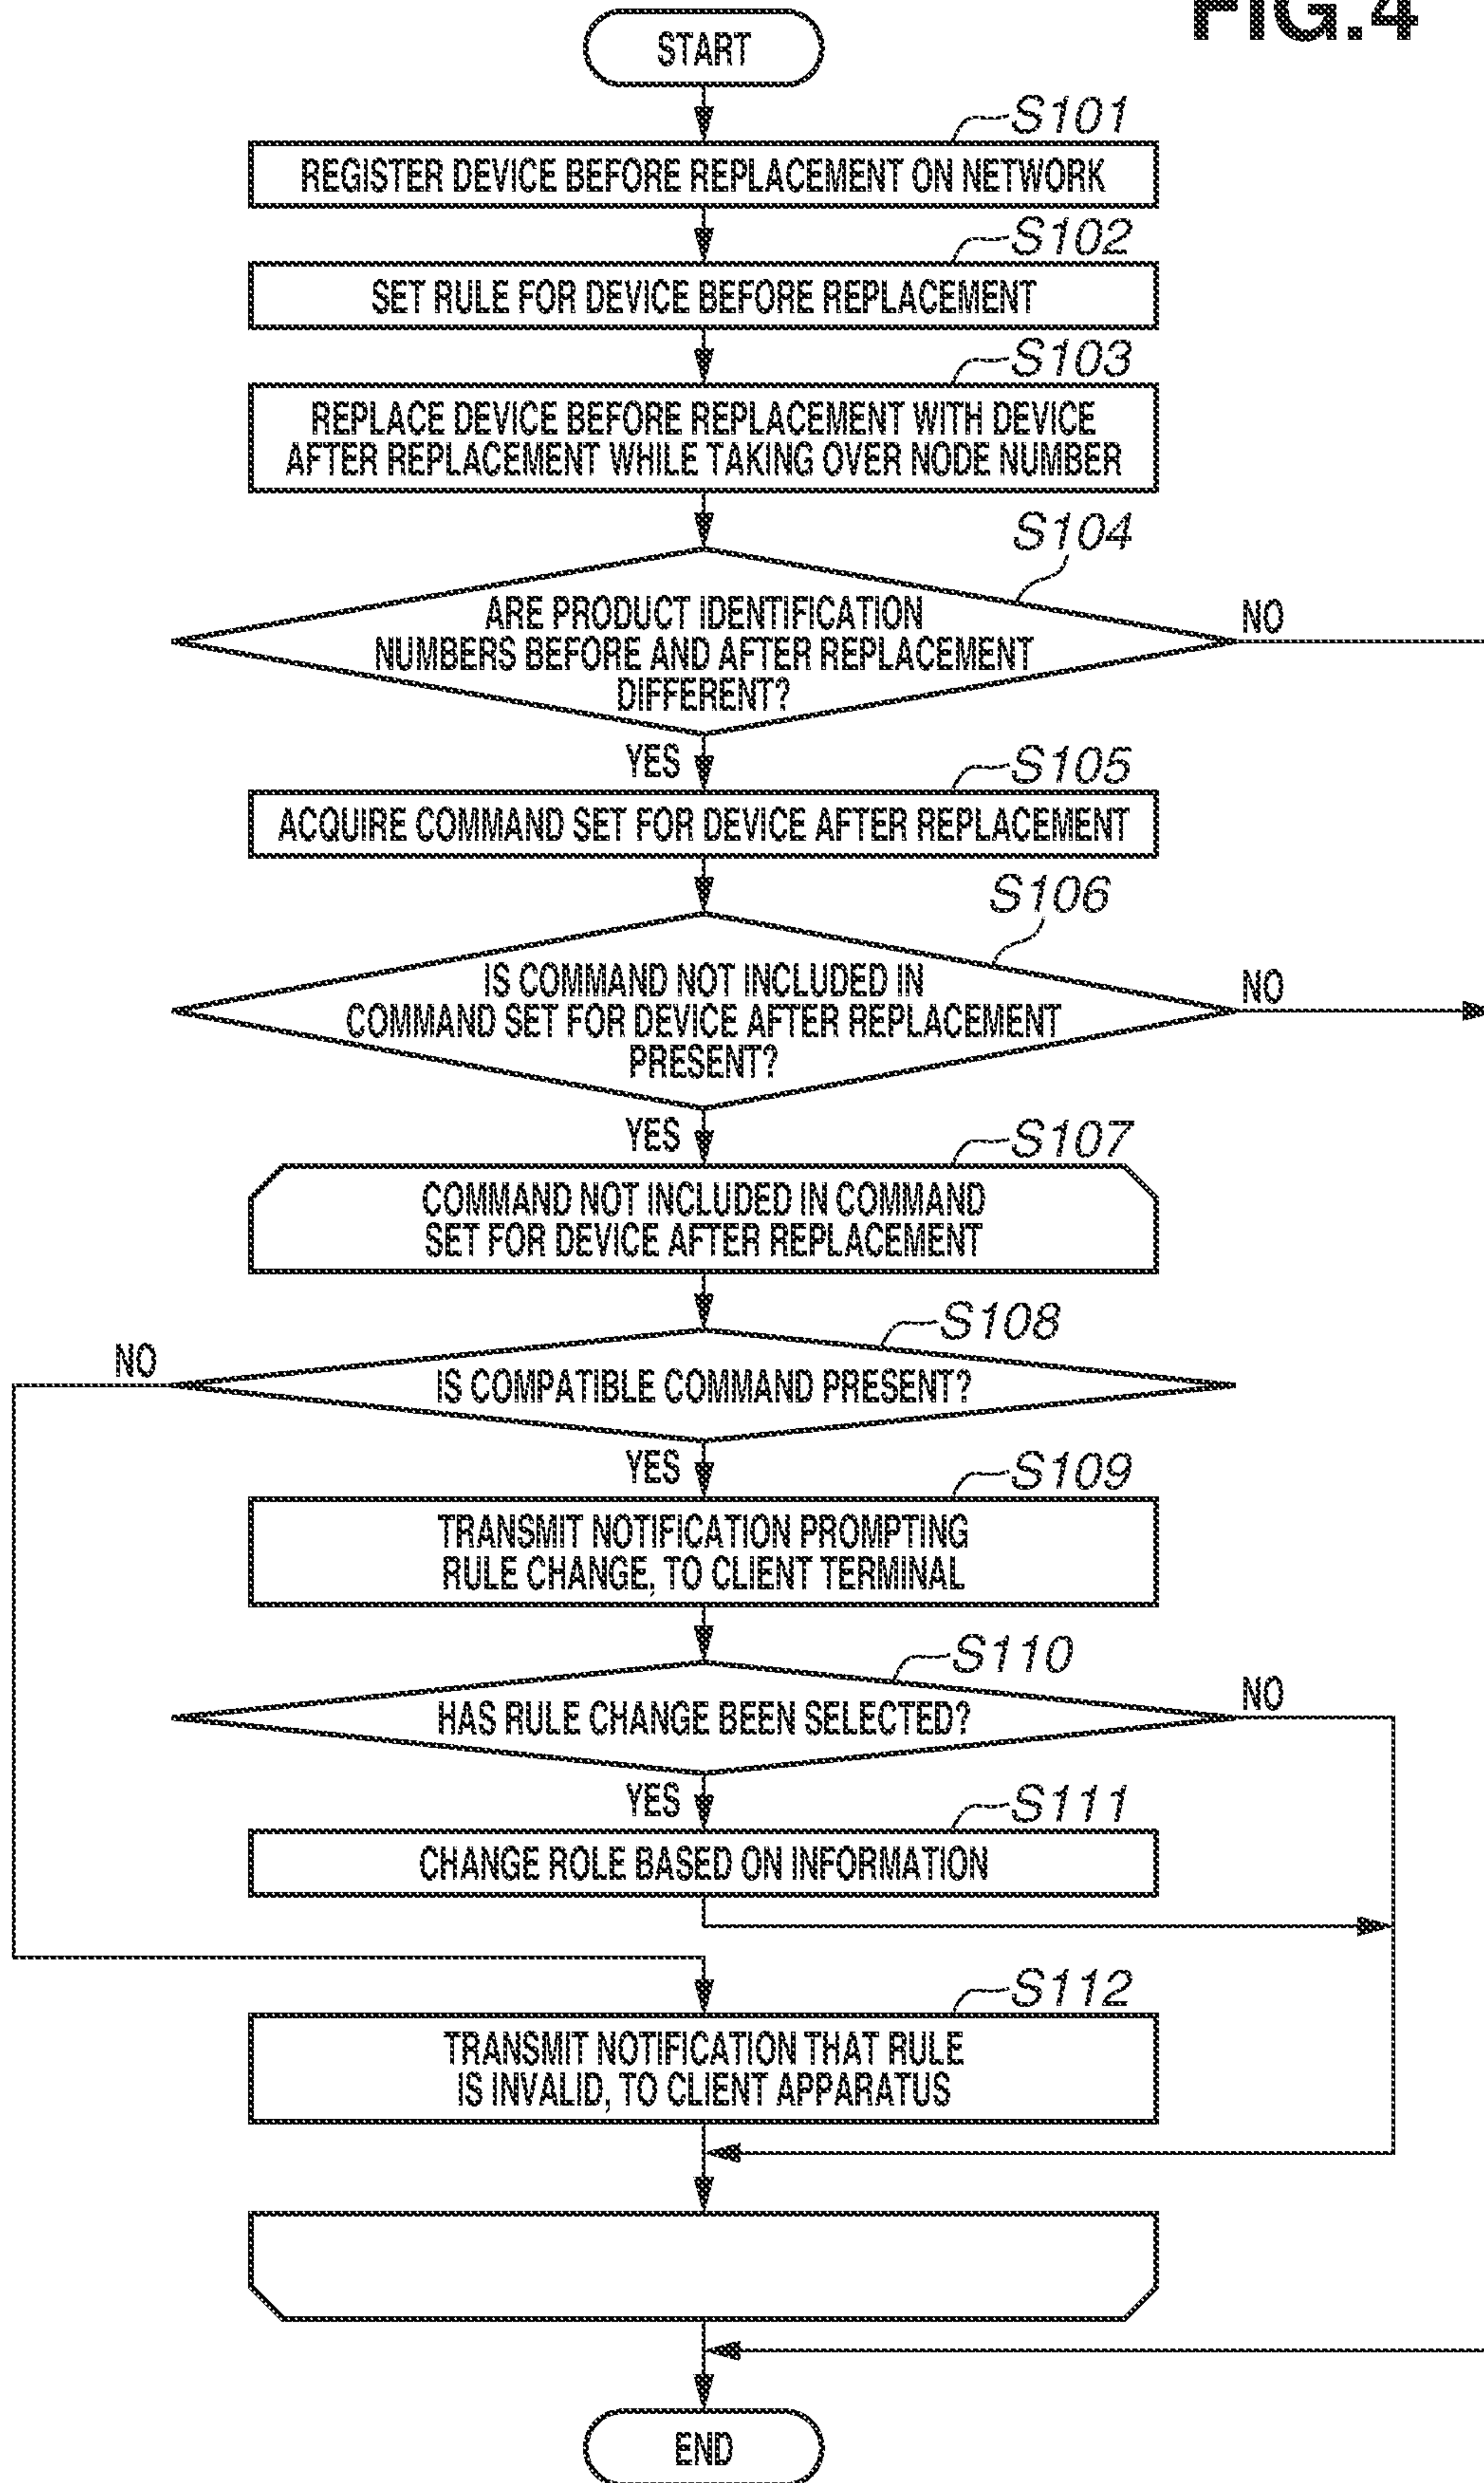 FIG.4
START
S101
REGISTER DEVICE BEFORE REPLACEMENT ON NETWORK
S102
SET RULE FOR DEVICE BEFORE REPLACEMENT
S103
REPLACE DEVICE BEFORE REPLACEMENT WITH DEVICE
AFTER REPLACEMENT WHILE TAKING OVER NODE NUMBER
S104
ARE PRODUCT IDENTIFICATION
NUMBERS BEFORE AND AFTER REPLACEMENT
DIFFERENT?
NO
YES
S105
ACQUIRE COMMAND SET FOR DEVICE AFTER REPLACEMENT
S106
IS COMMAND NOT INCLUDED IN
COMMAND SET FOR DEVICE AFTER REPLACEMENT
PRESENT?
NO
YES
S107
COMMAND NOT INCLUDED IN COMMAND
SET FOR DEVICE AFTER REPLACEMENT
S108
NO
IS COMPATIBLE COMMAND PRESENT?
YES
S109
TRANSMIT NOTIFICATION PROMPTING
RULE CHANGE, TO CLIENT TERMINAL
S110
HAS RULE CHANGE BEEN SELECTED?
NO
YES
S111
CHANGE ROLE BASED ON INFORMATION
S112
TRANSMIT NOTIFICATION THAT RULE
IS INVALID, TO CLIENT APPARATUS
END